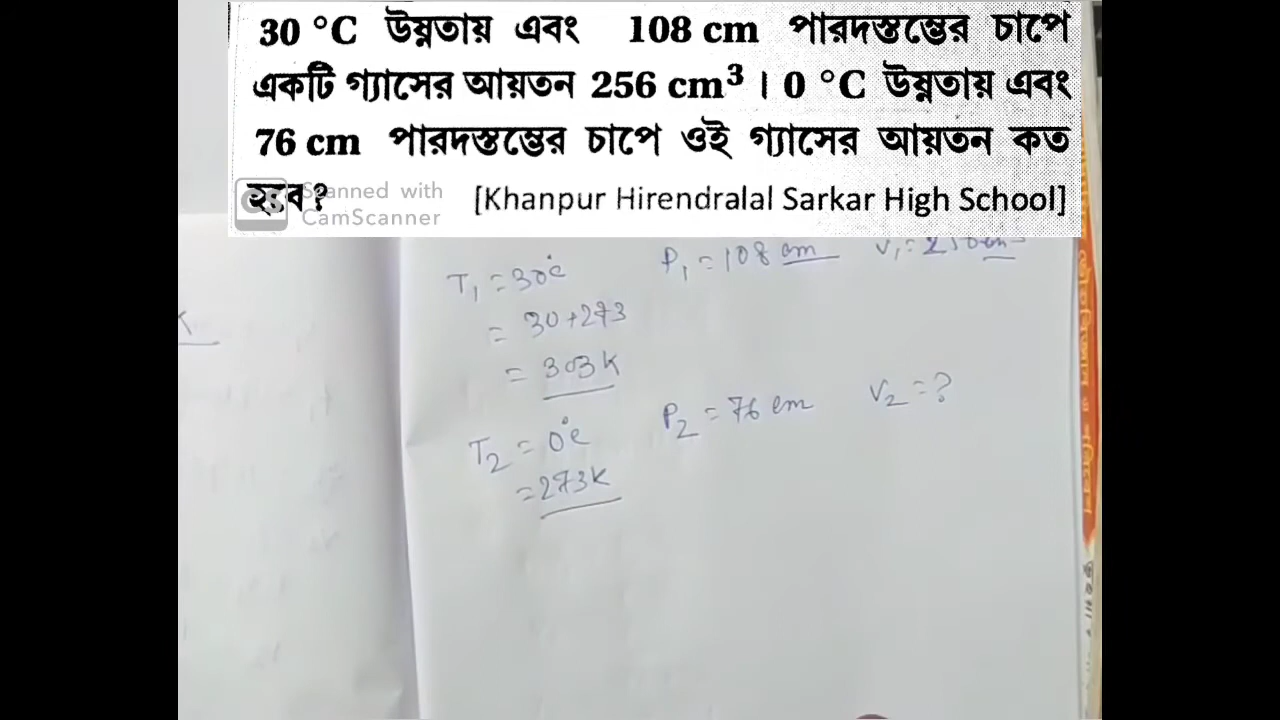 30 °C উষ্ণতায় এবং 108 cm পারদস্তম্ভের চাপে
একটি গ্যাসের আয়তন 256 cm³ । 0 °C উষ্ণতায় এবং
76 cm পারদস্তম্ভের চাপে ওই গ্যাসের আয়তন কত
হবে?
[Khanpur Hirendralal Sarkar High School]
CS Scanned with
CamScanner
T₁ = 30°C P₁ = 108 cm
= 30 + 273
= 303 K
T₂ = 0°C P₂ = 76 cm V₂ = ?
= 273 K